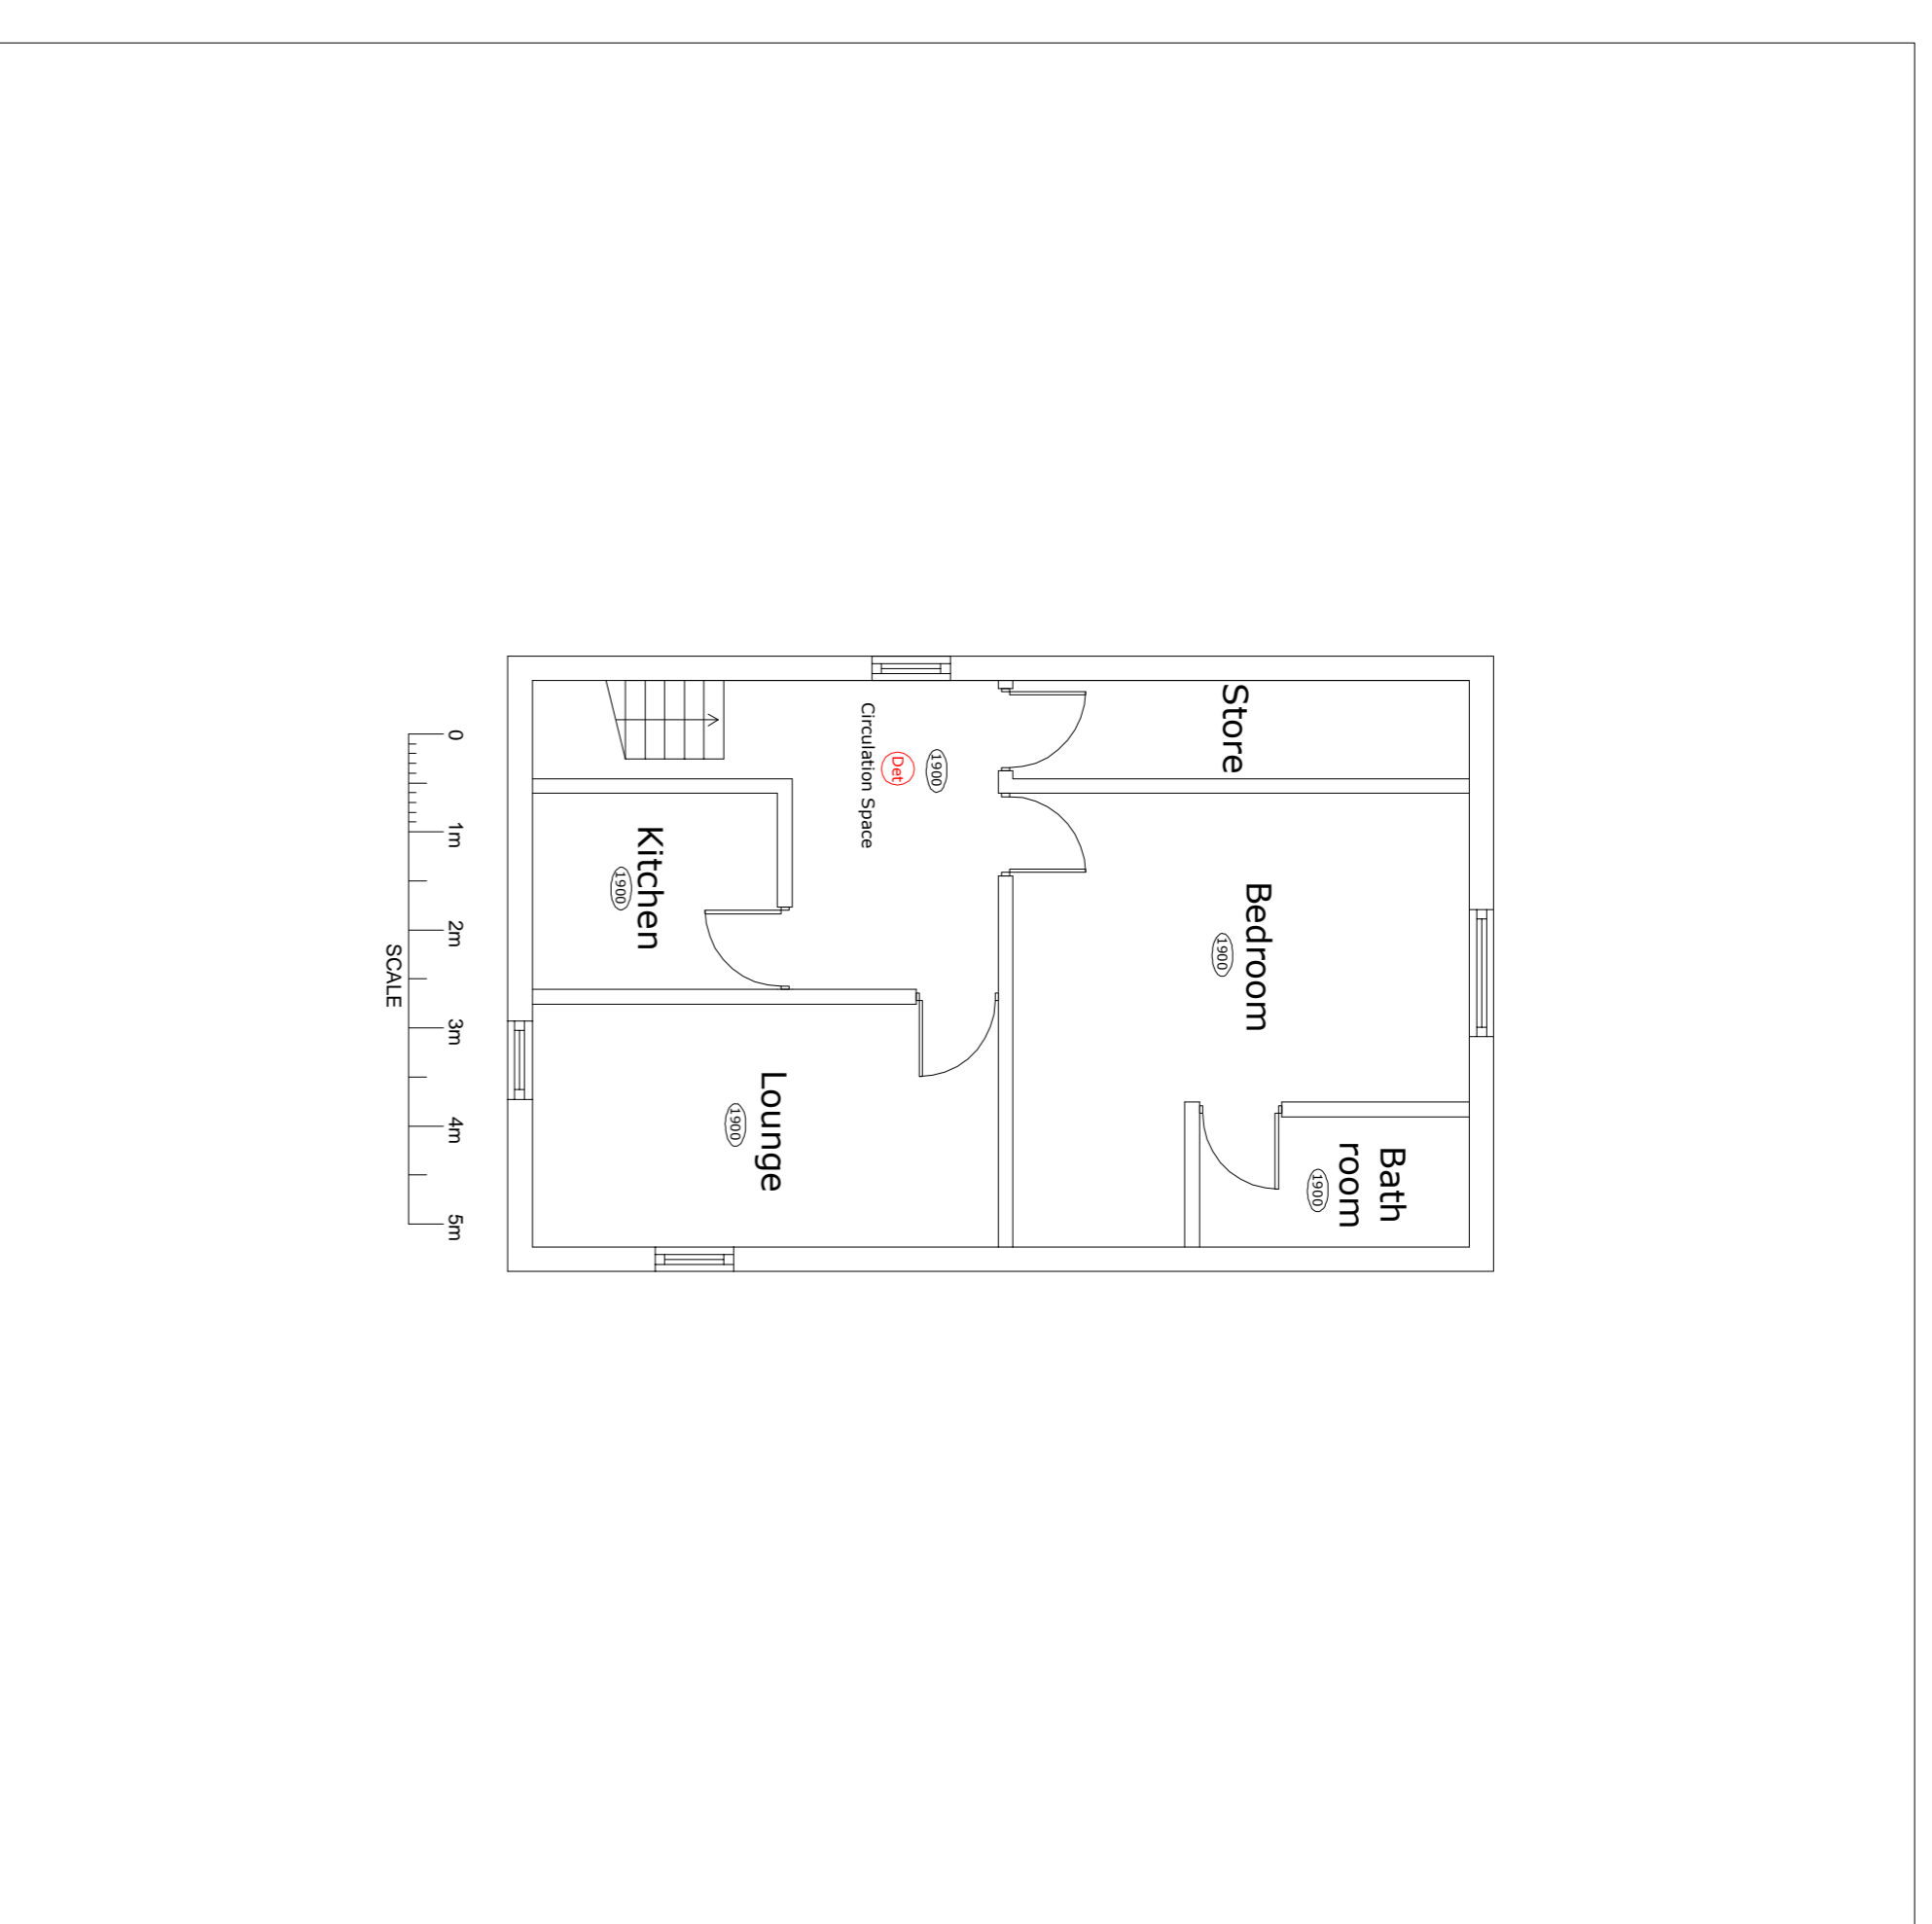 Store
Bedroom
1900
Bath
room
1900
1900
Det
Circulation Space
Kitchen
1900
Lounge
1900
0
1m
2m
3m
4m
5m
SCALE